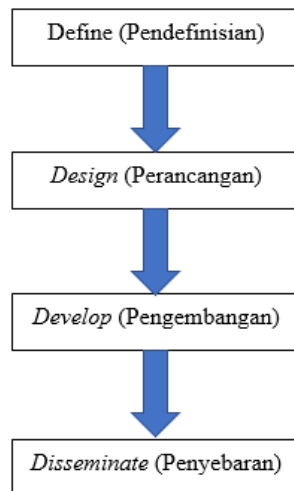 Define (Pendefinisian)
Design (Perancangan)
Develop (Pengembangan)
Disseminate (Penyebaran)